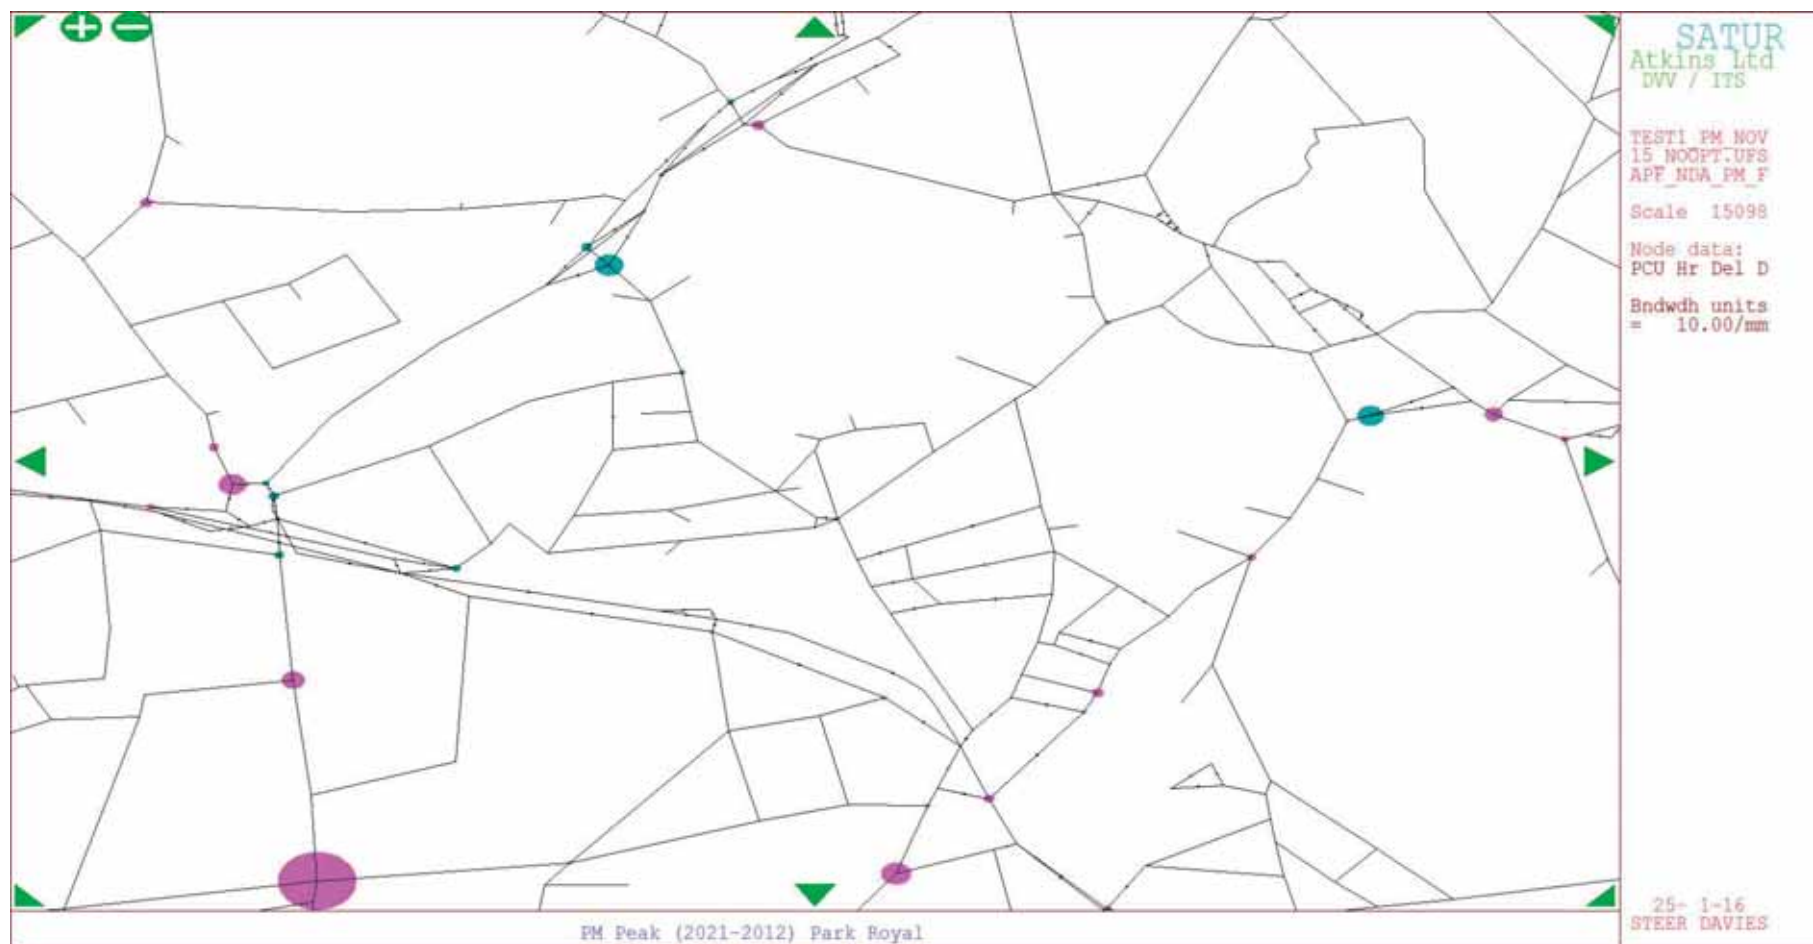 SATUR
Atkins Ltd
DVV / ITS
TEST1_PM_NOV
15_NOOPT.UFS
APF_NDA_PM_F
Scale 15098
Node data:
PCU Hr Del D
Bndwdh units
= 10.00/mm
25- 1-16
STEER DAVIES
PM Peak (2021-2012) Park Royal